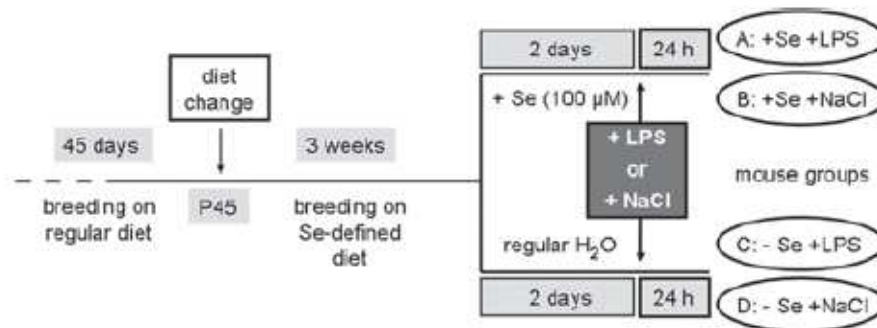 2 days
24 h
A: +Se +LPS
diet
change
+ Se (100 µM)
B: +Se +NaCl
45 days
3 weeks
+ LPS
or
+ NaCl
mouse groups
P45
breeding on
regular diet
breeding on
Se-defined
diet
regular H₂O
C: - Se +LPS
2 days
24 h
D: - Se +NaCl